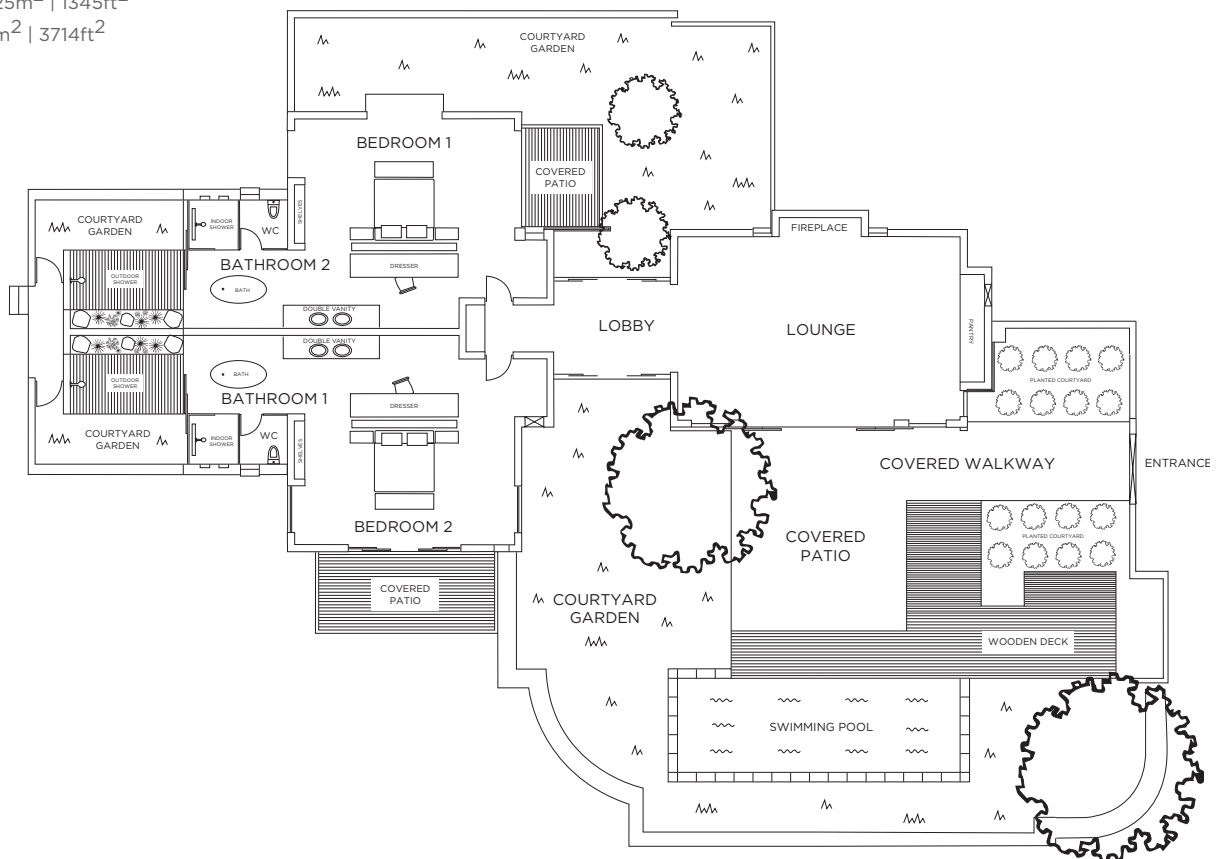 25m² | 1345ft²
m² | 3714ft²
COURTYARD
GARDEN
BEDROOM 1
COVERED
PATIO
COURTYARD
GARDEN
INDOOR
SHOWER
WC
SHELVES
FIREPLACE
BATHROOM 2
DRESSER
OUTDOOR
SHOWER
BATH
DOUBLE VANITY
LOBBY
LOUNGE
PANTRY
DOUBLE VANITY
BATH
OUTDOOR
SHOWER
BATHROOM 1
DRESSER
PLANTED COURTYARD
COURTYARD
GARDEN
INDOOR
SHOWER
WC
SHELVES
COVERED WALKWAY
ENTRANCE
BEDROOM 2
COVERED
PATIO
PLANTED COURTYARD
COVERED
PATIO
COURTYARD
GARDEN
WOODEN DECK
SWIMMING POOL